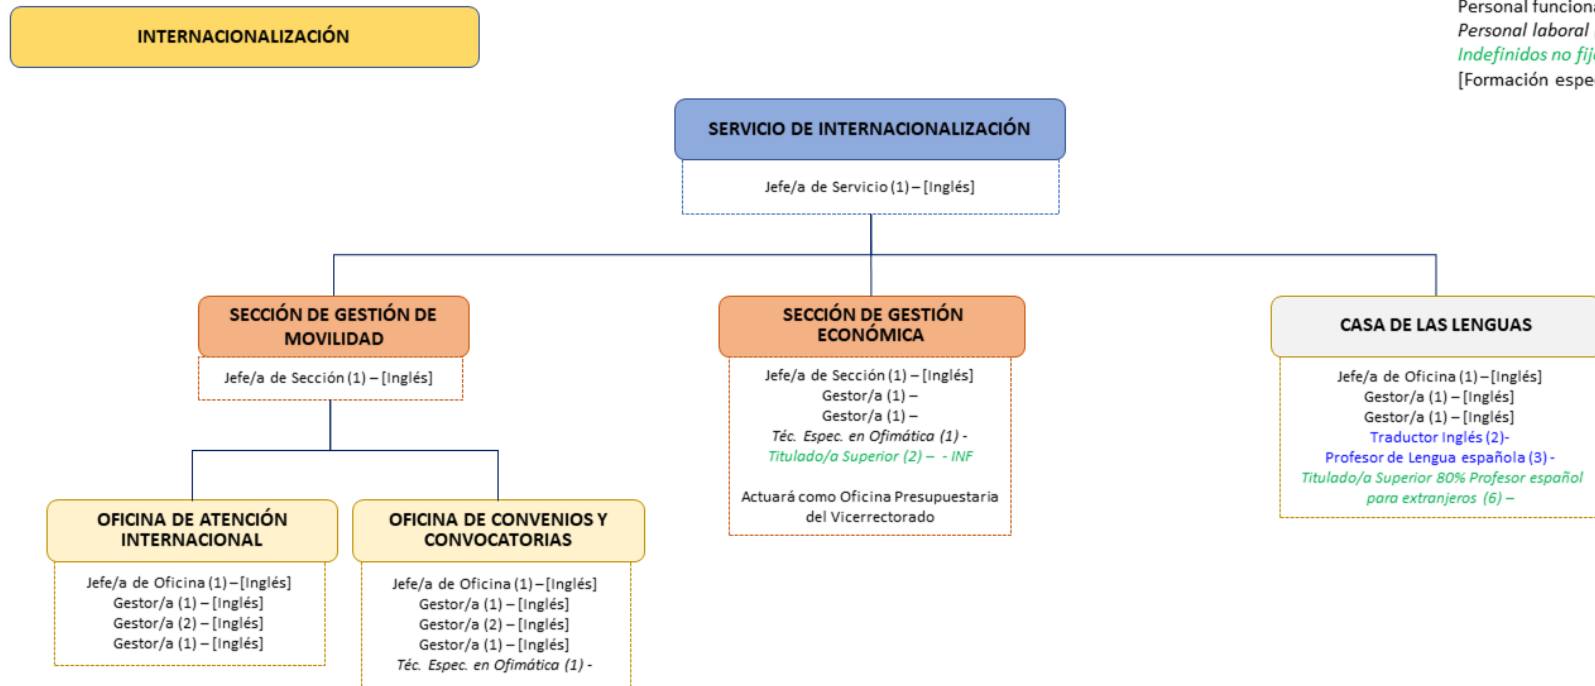 INTERNACIONALIZACIÓN
Personal
Personal laboral
Indefinidos no
[Formación
SERVICIO DE INTERNACIONALIZACIÓN
Jefe/a de Servicio (1) – [Inglés]
SECCIÓN DE GESTIÓN DE
MOVILIDAD
Jefe/a de Sección (1) – [Inglés]
SECCIÓN DE GESTIÓN
ECONÓMICA
Jefe/a de Sección (1) – [Inglés]
Gestor/a (1) –
Gestor/a (1) –
Téc. Espec. en Ofimática (1) -
Titulado/a Superior (2) – - INF
Actuará como Oficina Presupuestaria
del Vicerrectorado
CASA DE LAS LENGUAS
Jefe/a de Oficina (1) – [Inglés]
Gestor/a (1) – [Inglés]
Gestor/a (1) – [Inglés]
Traductor Inglés (2)-
Profesor de Lengua española (3) -
Titulado/a Superior 80% Profesor español
para extranjeros (6) –
OFICINA DE ATENCIÓN
INTERNACIONAL
Jefe/a de Oficina (1) – [Inglés]
Gestor/a (1) – [Inglés]
Gestor/a (2) – [Inglés]
Gestor/a (1) – [Inglés]
OFICINA DE CONVENIOS Y
CONVOCATORIAS
Jefe/a de Oficina (1) – [Inglés]
Gestor/a (1) – [Inglés]
Gestor/a (2) – [Inglés]
Gestor/a (1) – [Inglés]
Téc. Espec. en Ofimática (1) -